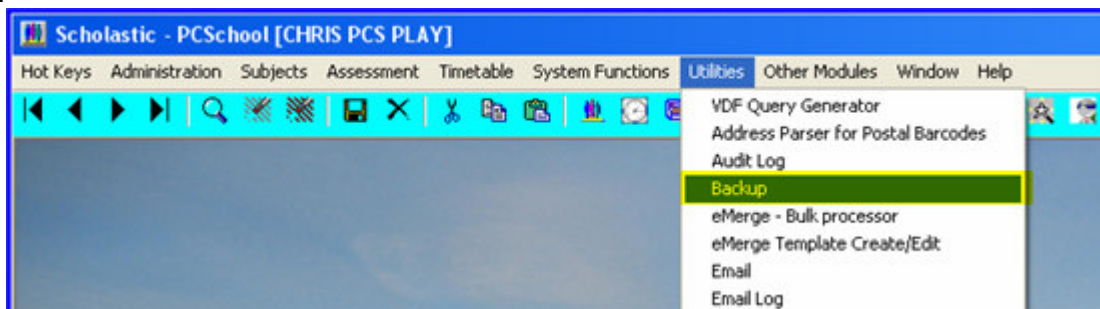 Scholastic - PCSchool [CHRIS PCS PLAY]
Hot Keys Administration Subjects Assessment Timetable System Functions Utilities Other Modules Window Help
VDF Query Generator
Address Parser for Postal Barcodes
Audit Log
Backup
eMerge - Bulk processor
eMerge Template Create/Edit
Email
Email Log